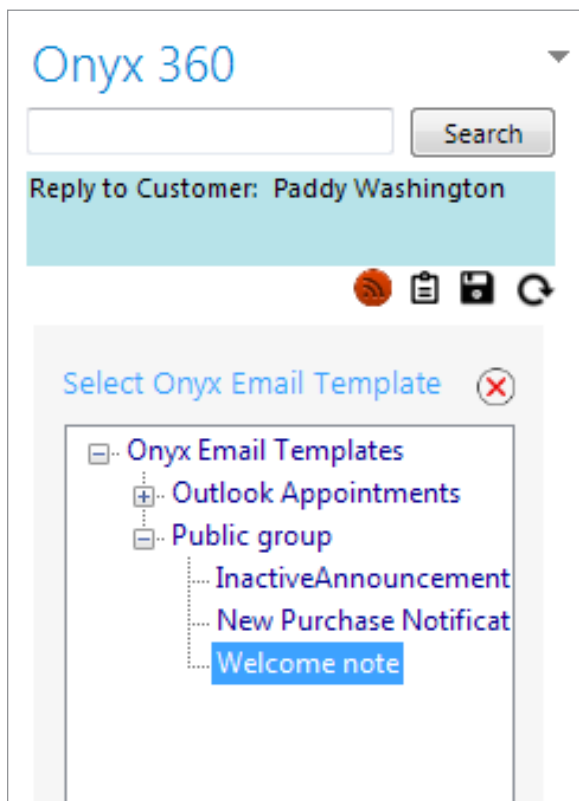 Onyx 360
Search
Reply to Customer:  Paddy Washington
Select Onyx Email Template
Onyx Email Templates
Outlook Appointments
Public group
InactiveAnnouncement
New Purchase Notificat
Welcome note